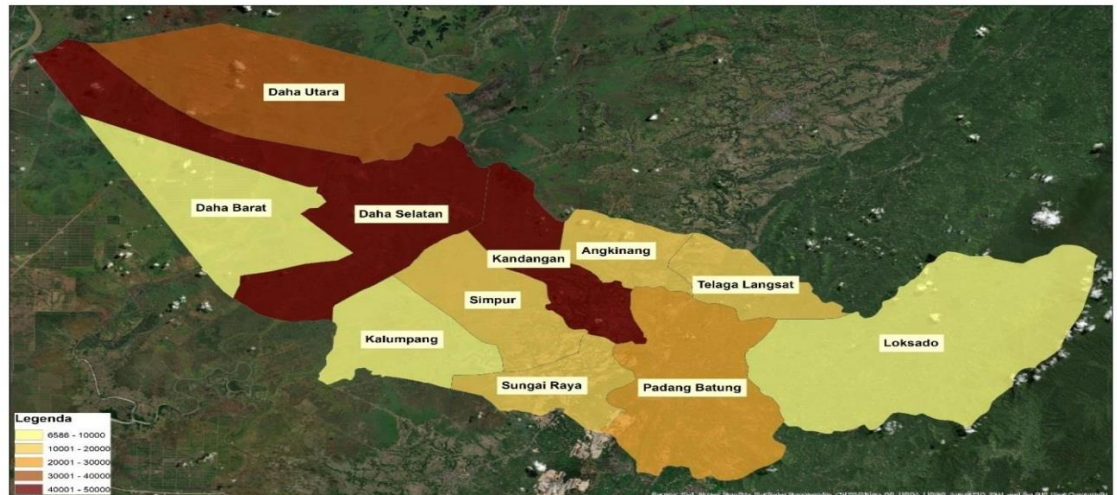 Daha Utara
Daha Barat
Daha Selatan
Kandangan
Angkinang
Telaga Langsat
Simpur
Kalumpang
Loksado
Sungai Raya
Padang Batung
Legenda
6586 - 10000
10001 - 20000
20001 - 30000
30001 - 40000
40001 - 50000